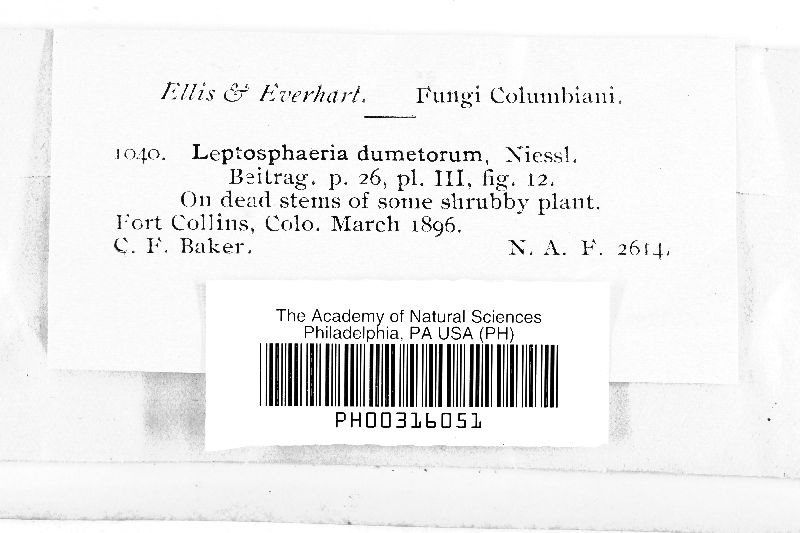 Ellis & Everhart. Fungi Columbiani.
1040. Leptosphaeria dumetorum, Niessl.
Beitrag. p. 26, pl. III, fig. 12.
On dead stems of some shrubby plant.
Fort Collins, Colo. March 1896.
C. F. Baker. N. A. F. 2614.
The Academy of Natural Sciences
Philadelphia, PA USA (PH)
PH00316051